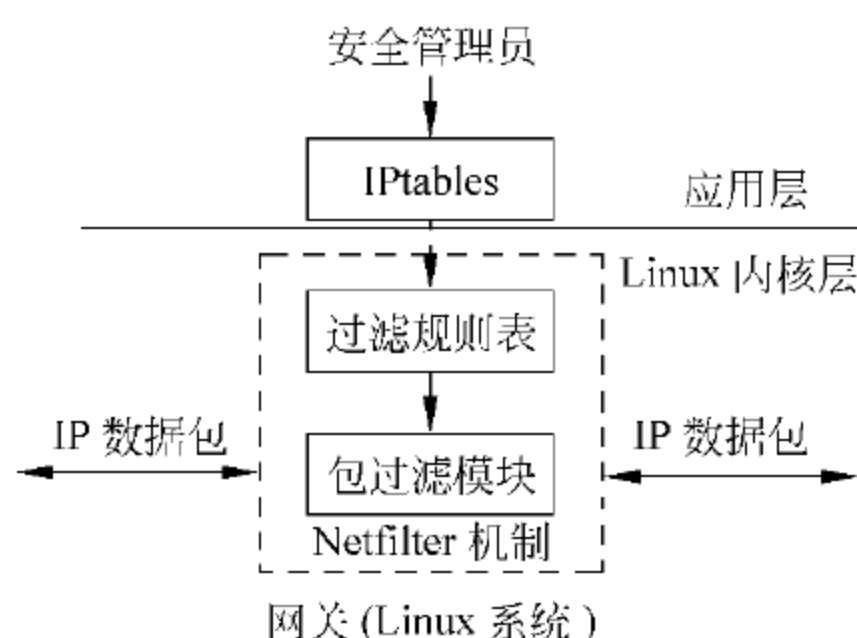 安全管理员
IPtables
应用层
Linux 内核层
过滤规则表
IP 数据包
IP 数据包
包过滤模块
Netfilter 机制
网关 (Linux 系统 )